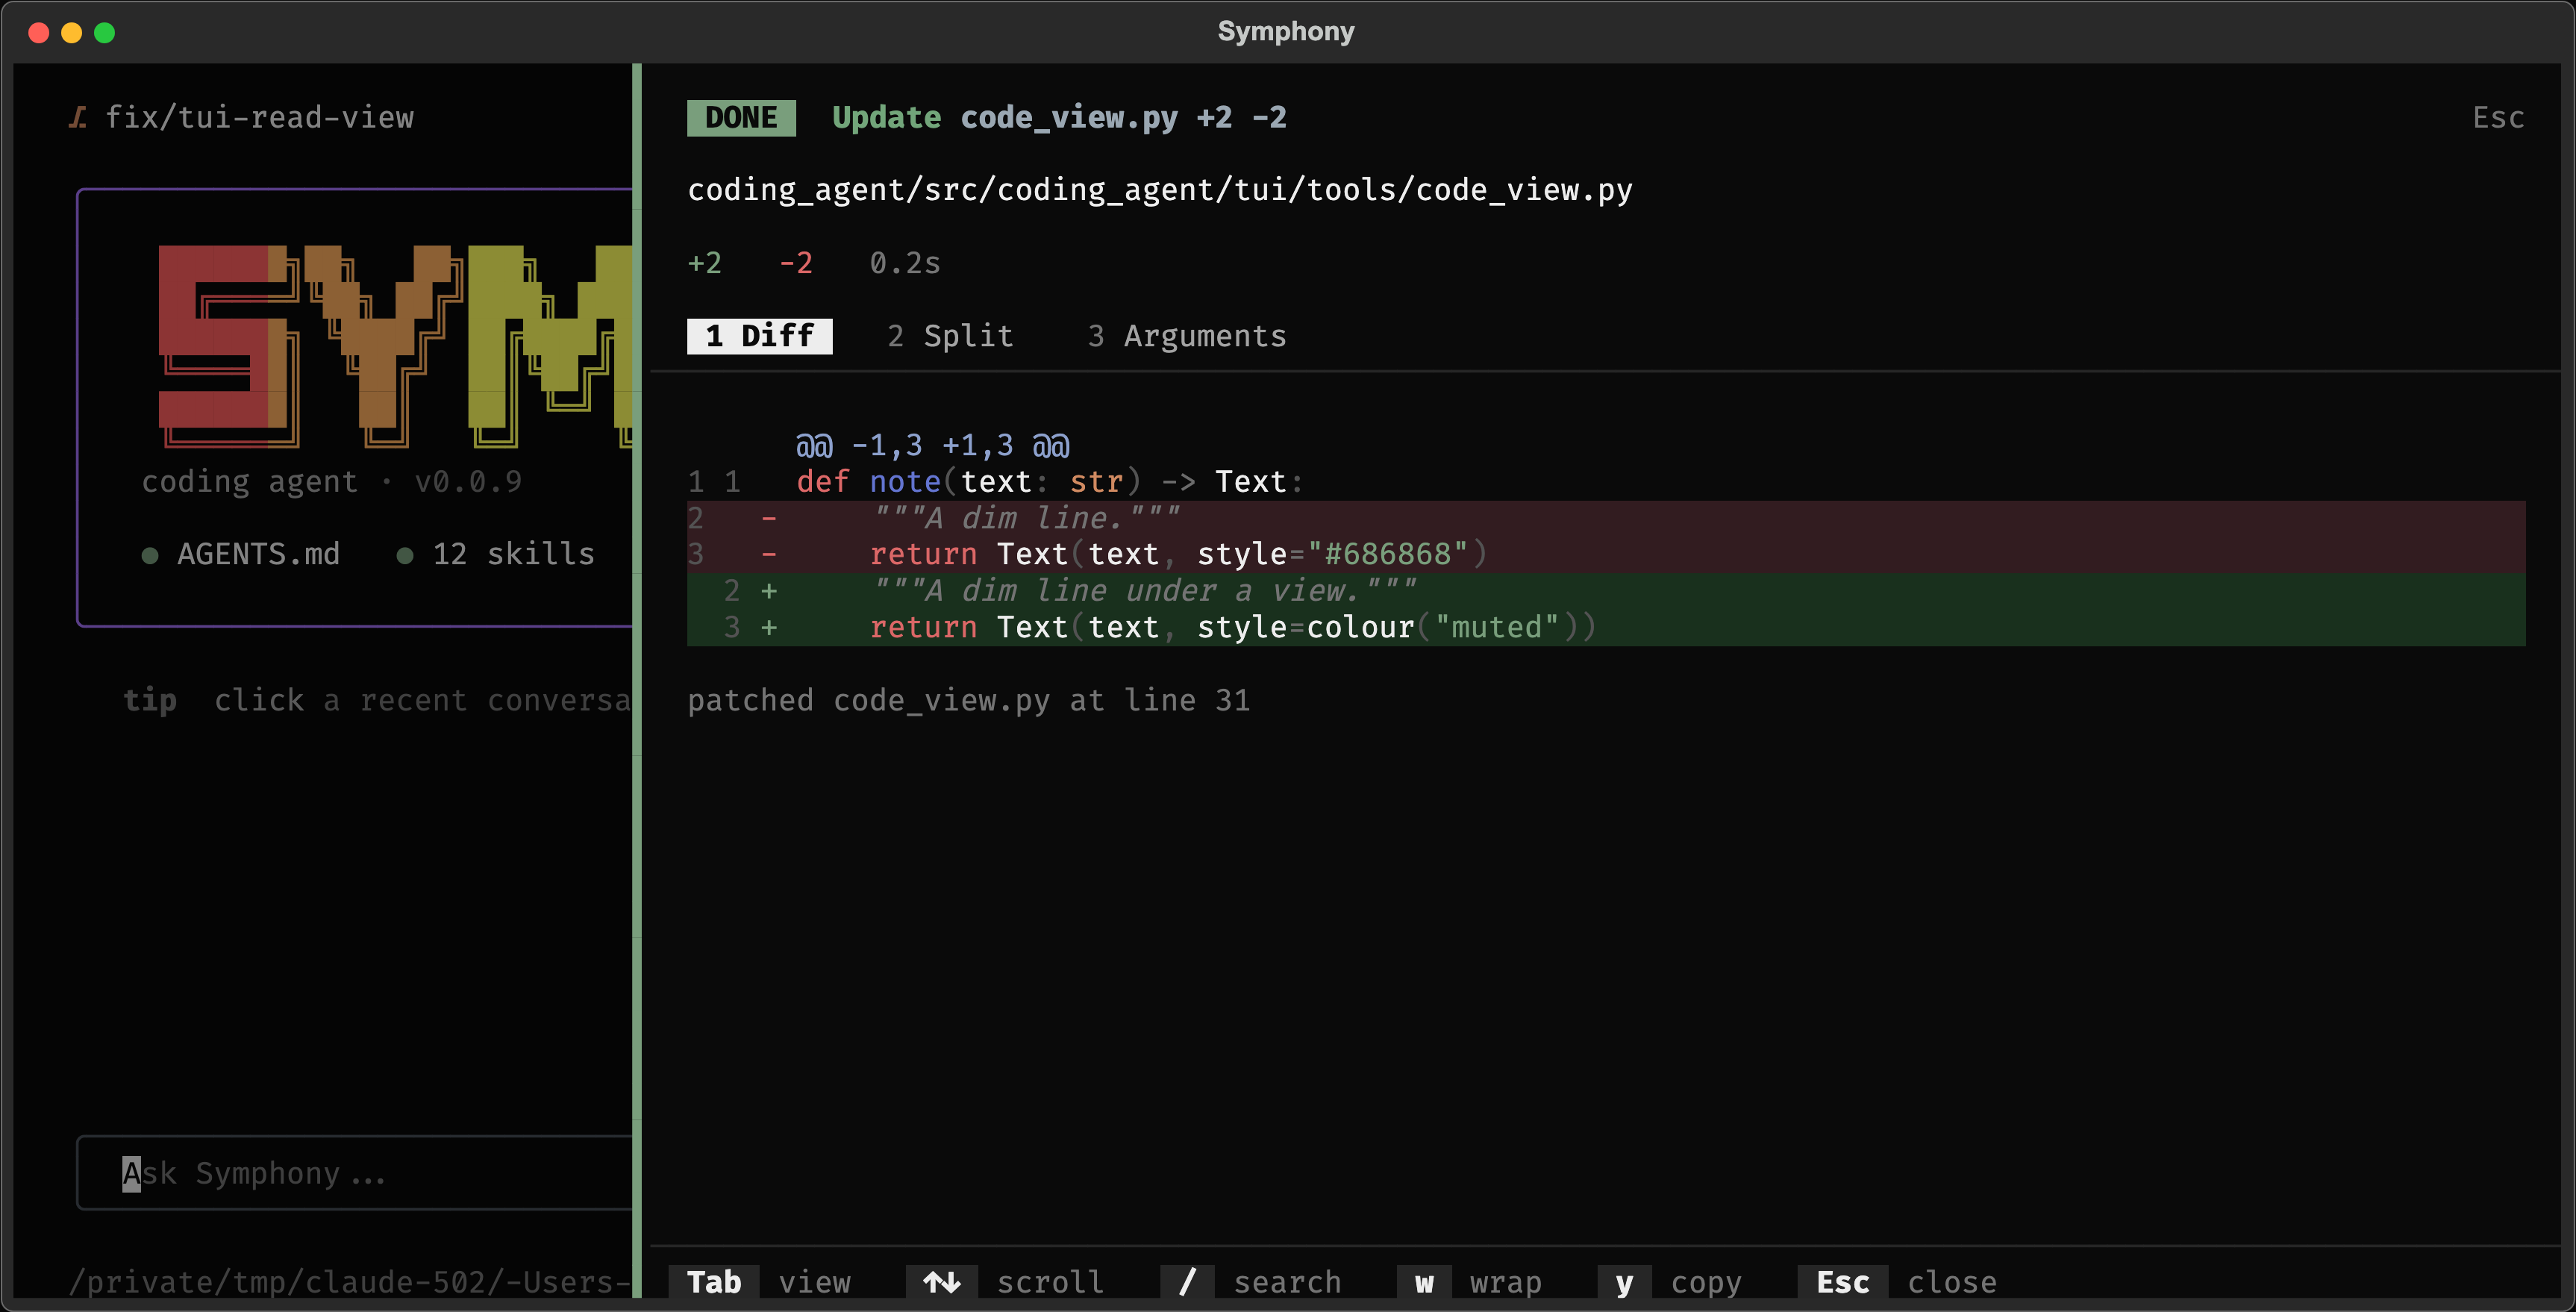 Symphony
fix/tui-read-view
SYM
coding agent · v0.0.9
● AGENTS.md ● 12 skills
tip click a recent conversa
Ask Symphony...
/private/tmp/claude-502/-Users-
DONE Update code_view.py +2 -2 Esc
coding_agent/src/coding_agent/tui/tools/code_view.py
+2 -2 0.2s
1 Diff 2 Split 3 Arguments
@@ -1,3 +1,3 @@
1 1 def note(text: str) -> Text:
2 - """A dim line."""
3 - return Text(text, style="#686868")
2 + """A dim line under a view."""
3 + return Text(text, style=colour("muted"))
patched code_view.py at line 31
Tab view ↑↓ scroll / search w wrap y copy Esc close